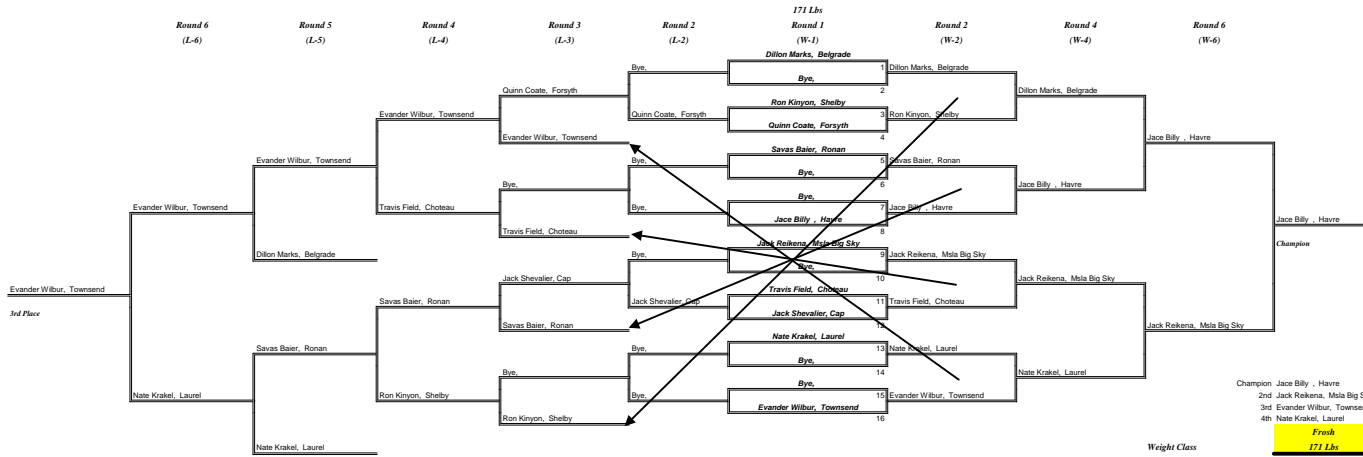 171 Lbs
Round 6 Round 5 Round 4 Round 3 Round 2 Round 1 Round 2 Round 4 Round 6
(L-6) (L-5) (L-4) (L-3) (L-2) (W-1) (W-2) (W-4) (W-6)
Dillon Marks, Belgrade
Bye, 1 Dillon Marks, Belgrade
Bye,
Quinn Coate, Forsyth 2 Dillon Marks, Belgrade
Ron Kinyon, Shelby
Evander Wilbur, Townsend Quinn Coate, Forsyth 3 Ron Kinyon, Shelby
Quinn Coate, Forsyth
Evander Wilbur, Townsend 4 Jace Billy , Havre
Savas Baier, Ronan
Evander Wilbur, Townsend Bye, 5 Savas Baier, Ronan
Bye,
Bye, 6 Jace Billy , Havre
Bye,
Evander Wilbur, Townsend Travis Field, Choteau Bye, 7 Jace Billy , Havre
Jace Billy , Havre Jace Billy , Havre
Travis Field, Choteau 8
Jack Reikena, Msla Big Sky Champion
Dillon Marks, Belgrade Bye, 9 Jack Reikena, Msla Big Sky
Bye,
Jack Shevalier, Cap 10 Jack Reikena, Msla Big Sky
Evander Wilbur, Townsend Travis Field, Choteau
Savas Baier, Ronan Jack Shevalier, Cap 11 Travis Field, Choteau
3rd Place Jack Shevalier, Cap
Savas Baier, Ronan 12 Jack Reikena, Msla Big Sky
Nate Krakel, Laurel
Savas Baier, Ronan Bye, 13 Nate Krakel, Laurel
Bye,
Bye, 14 Nate Krakel, Laurel
Bye, Champion Jace Billy , Havre
Nate Krakel, Laurel Ron Kinyon, Shelby Bye, 15 Evander Wilbur, Townsend 2nd Jack Reikena, Msla Big
Evander Wilbur, Townsend 3rd Evander Wilbur,
Ron Kinyon, Shelby 16 4th Nate Krakel, Laurel
Frosh
Nate Krakel, Laurel Weight Class 171 Lbs